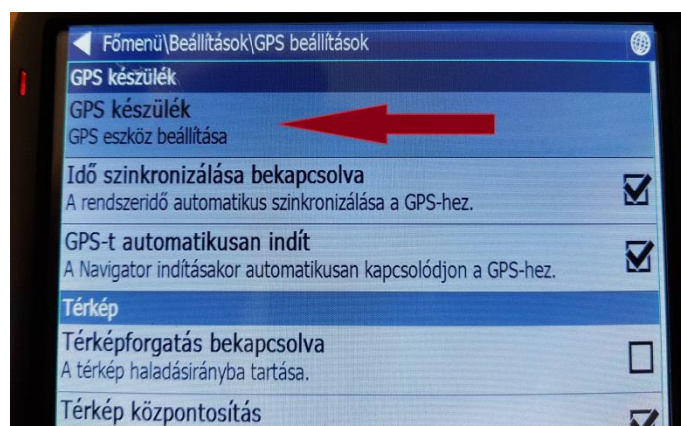 Főmenü\Beállítások\GPS beállítások
GPS készülék
GPS készülék
GPS eszköz beállítása
Idő szinkronizálása bekapcsolva
A rendszeridő automatikus szinkronizálása a GPS-hez.
GPS-t automatikusan indít
A Navigator indításakor automatikusan kapcsolódjon a GPS-hez.
Térkép
Térképforgatás bekapcsolva
A térkép haladásirányba tartása.
Térkép központosítás